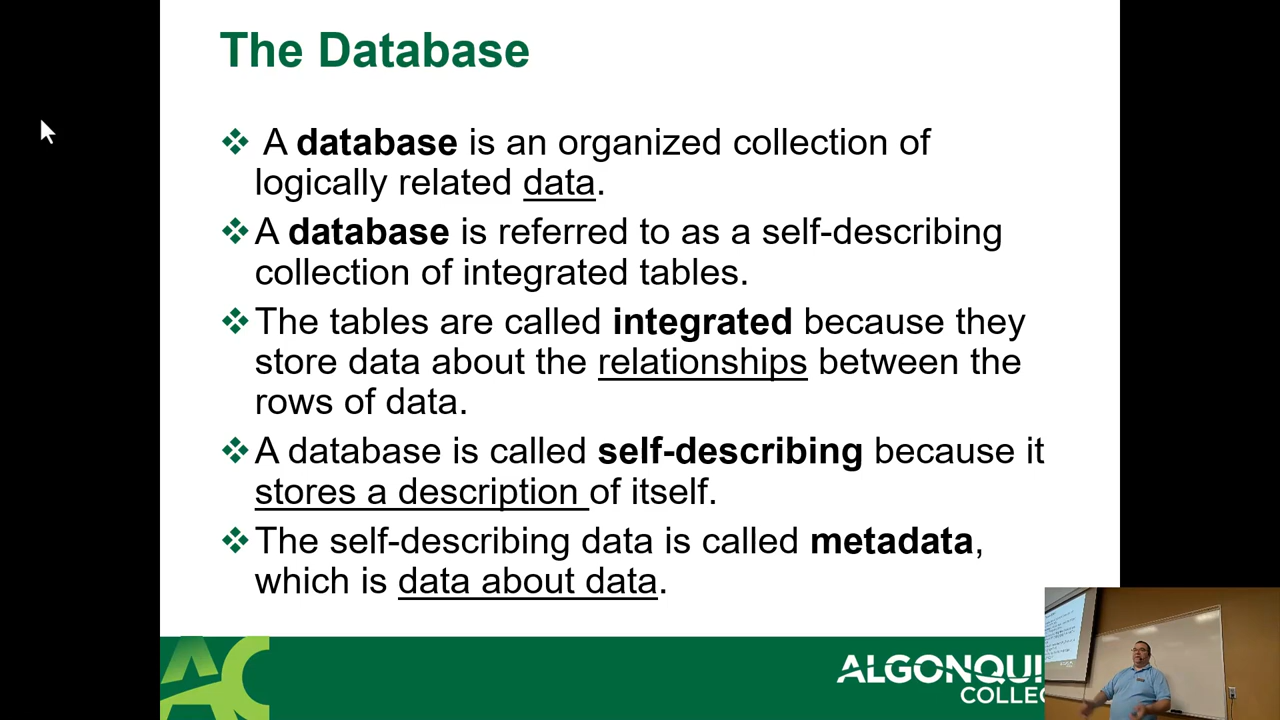 The Database
❖ A database is an organized collection of
logically related data.
❖ A database is referred to as a self-describing
collection of integrated tables.
❖ The tables are called integrated because they
store data about the relationships between the
rows of data.
❖ A database is called self-describing because it
stores a description of itself.
❖ The self-describing data is called metadata,
which is data about data.
AC
ALGONQUI
COLLE